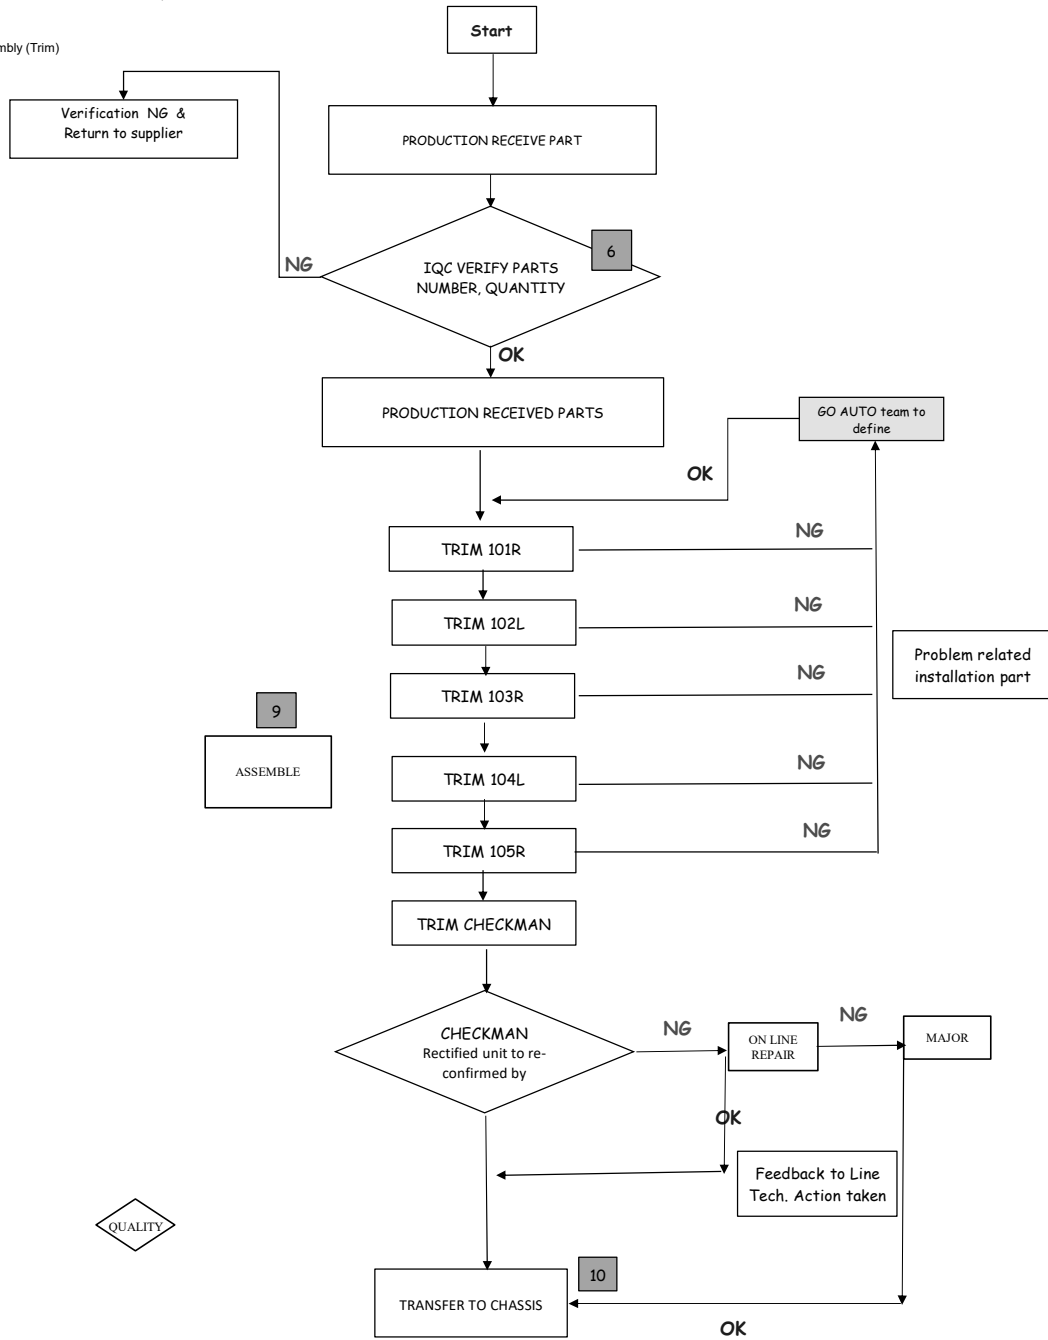 Start
mbly (Trim)
Verification NG &
Return to supplier
PRODUCTION RECEIVE PART
NG
6
IQC VERIFY PARTS
NUMBER, QUANTITY
OK
PRODUCTION RECEIVED PARTS
GO AUTO team to
define
OK
TRIM 101R
NG
TRIM 102L
NG
Problem related
installation part
TRIM 103R
NG
9
ASSEMBLE
TRIM 104L
NG
TRIM 105R
NG
TRIM CHECKMAN
CHECKMAN
Rectified unit to re-
confirmed by
NG
ON LINE
REPAIR
NG
MAJOR
OK
Feedback to Line
Tech. Action taken
QUALITY
10
TRANSFER TO CHASSIS
OK